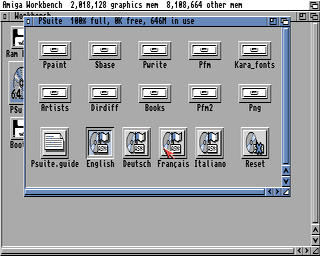 Amiga Workbench 2,018,128 graphics mem 8,108,664 other mem
Workbench
PSuite 100% full, 0K free, 646M in use
Ram
Ppaint Sbase Pwrite Pfm Kara_fonts
PSu
Artists Dirdiff Books Pfm2 Png
Boot
Psuite.guide English Deutsch Français Italiano Reset